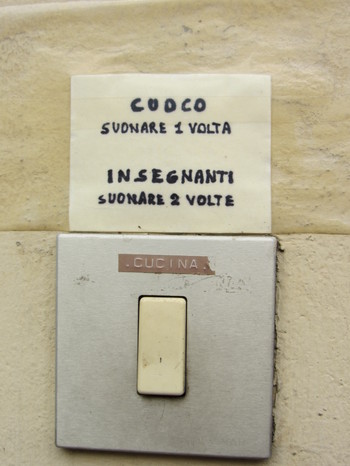 CUOCO
SUONARE 1 VOLTA
INSEGNANTI
SUONARE 2 VOLTE
.CUCINA.